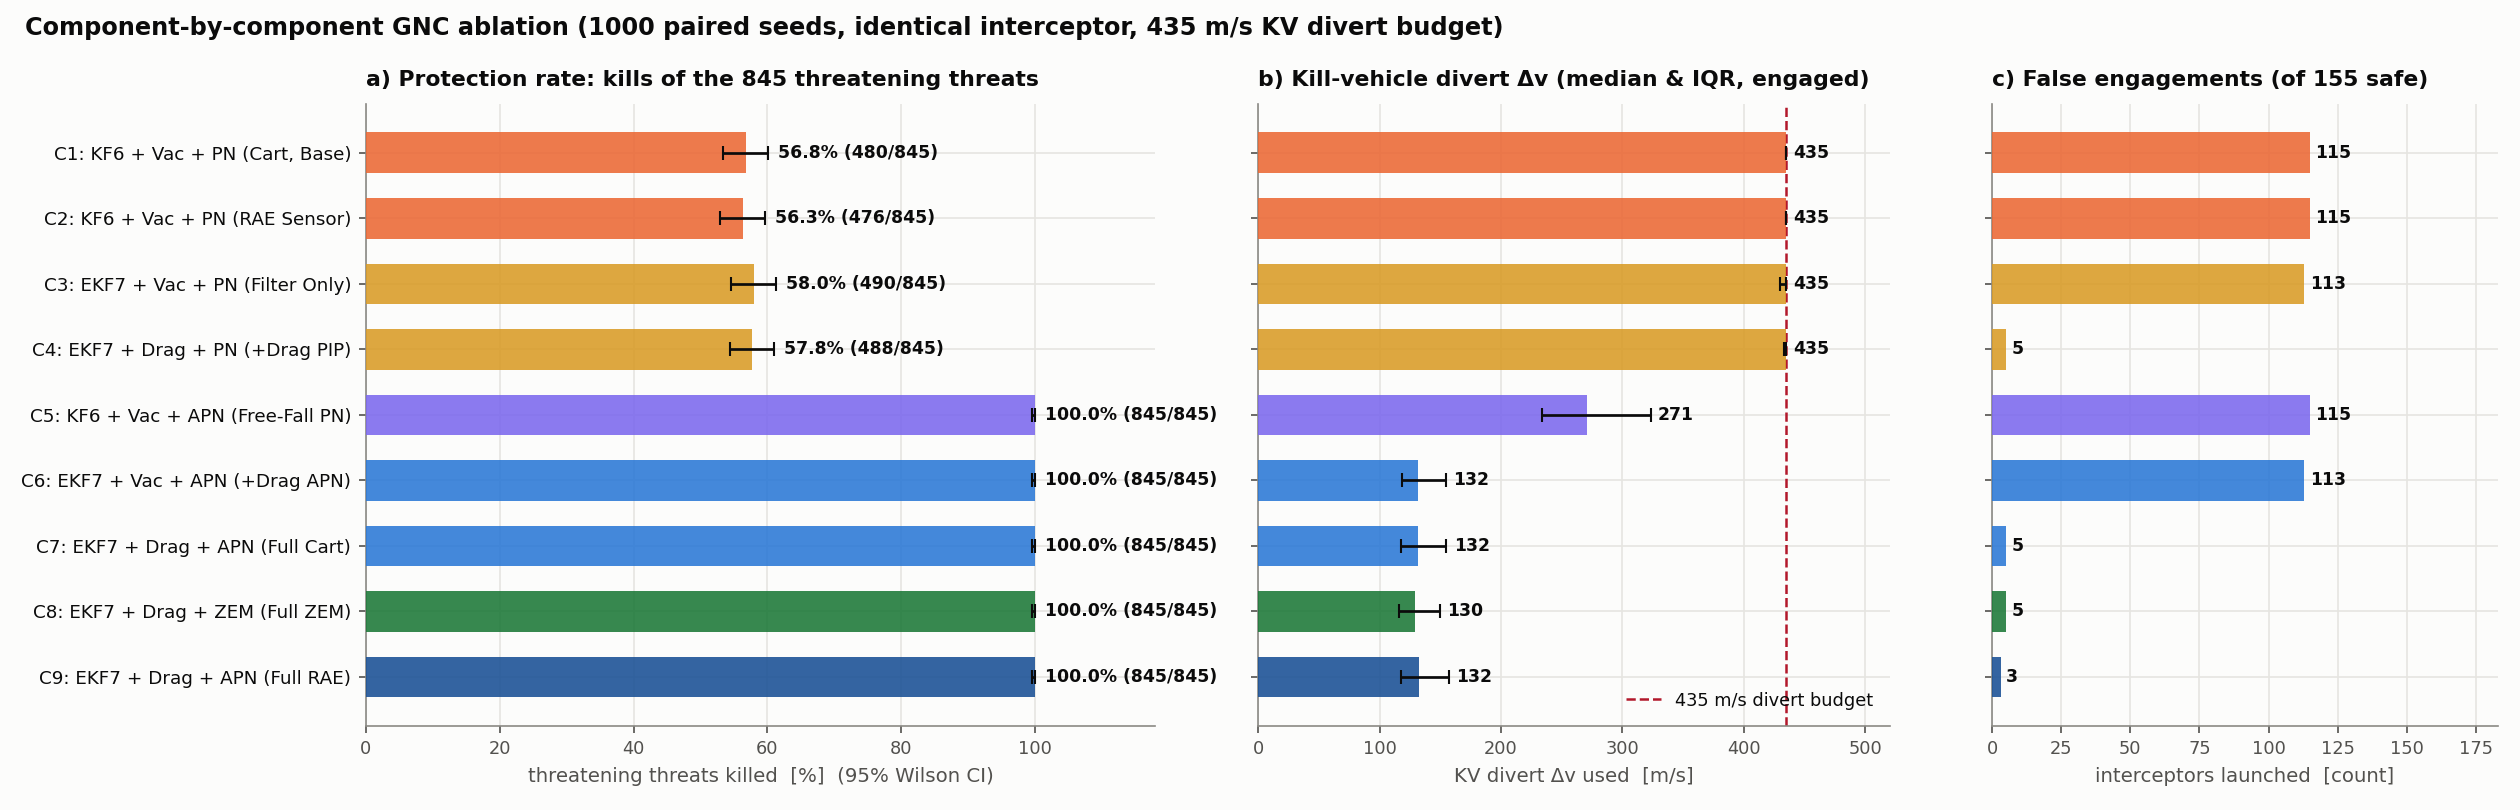 Component-by-component GNC ablation (1000 paired seeds, identical interceptor, 435 m/s KV divert budget)
a) Protection rate: kills of the 845 threatening threats
C1: KF6 + Vac + PN (Cart, Base)
56.8% (480/845)
C2: KF6 + Vac + PN (RAE Sensor)
56.3% (476/845)
C3: EKF7 + Vac + PN (Filter Only)
58.0% (490/845)
C4: EKF7 + Drag + PN (+Drag PIP)
57.8% (488/845)
C5: KF6 + Vac + APN (Free-Fall PN)
100.0% (845/845)
C6: EKF7 + Vac + APN (+Drag APN)
100.0% (845/845)
C7: EKF7 + Drag + APN (Full Cart)
100.0% (845/845)
C8: EKF7 + Drag + ZEM (Full ZEM)
100.0% (845/845)
C9: EKF7 + Drag + APN (Full RAE)
100.0% (845/845)
0 20 40 60 80 100
threatening threats killed [%] (95% Wilson CI)
b) Kill-vehicle divert Δv (median & IQR, engaged)
435
435
435
435
271
132
132
130
132
435 m/s divert budget
0 100 200 300 400 500
KV divert Δv used [m/s]
c) False engagements (of 155 safe)
115
115
113
5
115
113
5
5
3
0 25 50 75 100 125 150 175
interceptors launched [count]